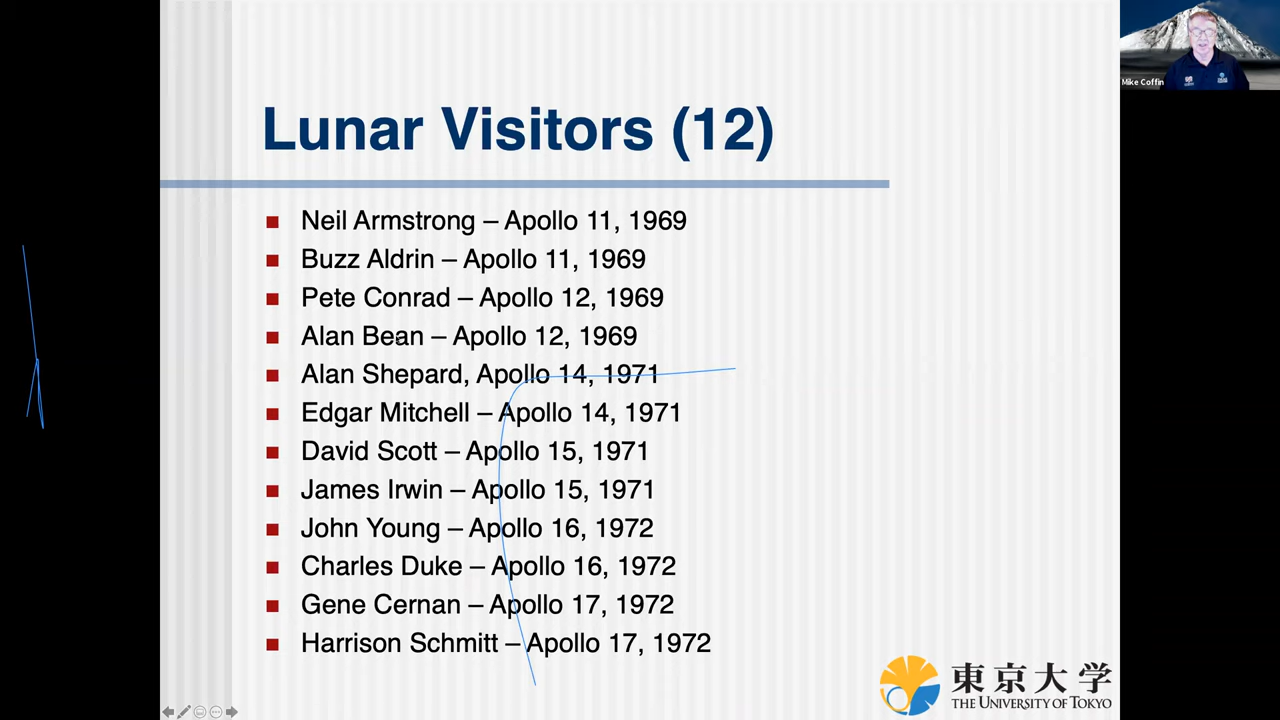 Mike Coffin
Lunar Visitors (12)
Neil Armstrong – Apollo 11, 1969
Buzz Aldrin – Apollo 11, 1969
Pete Conrad – Apollo 12, 1969
Alan Bean – Apollo 12, 1969
Alan Shepard, Apollo 14, 1971
Edgar Mitchell – Apollo 14, 1971
David Scott – Apollo 15, 1971
James Irwin – Apollo 15, 1971
John Young – Apollo 16, 1972
Charles Duke – Apollo 16, 1972
Gene Cernan – Apollo 17, 1972
Harrison Schmitt – Apollo 17, 1972
東京大学
THE UNIVERSITY OF TOKYO